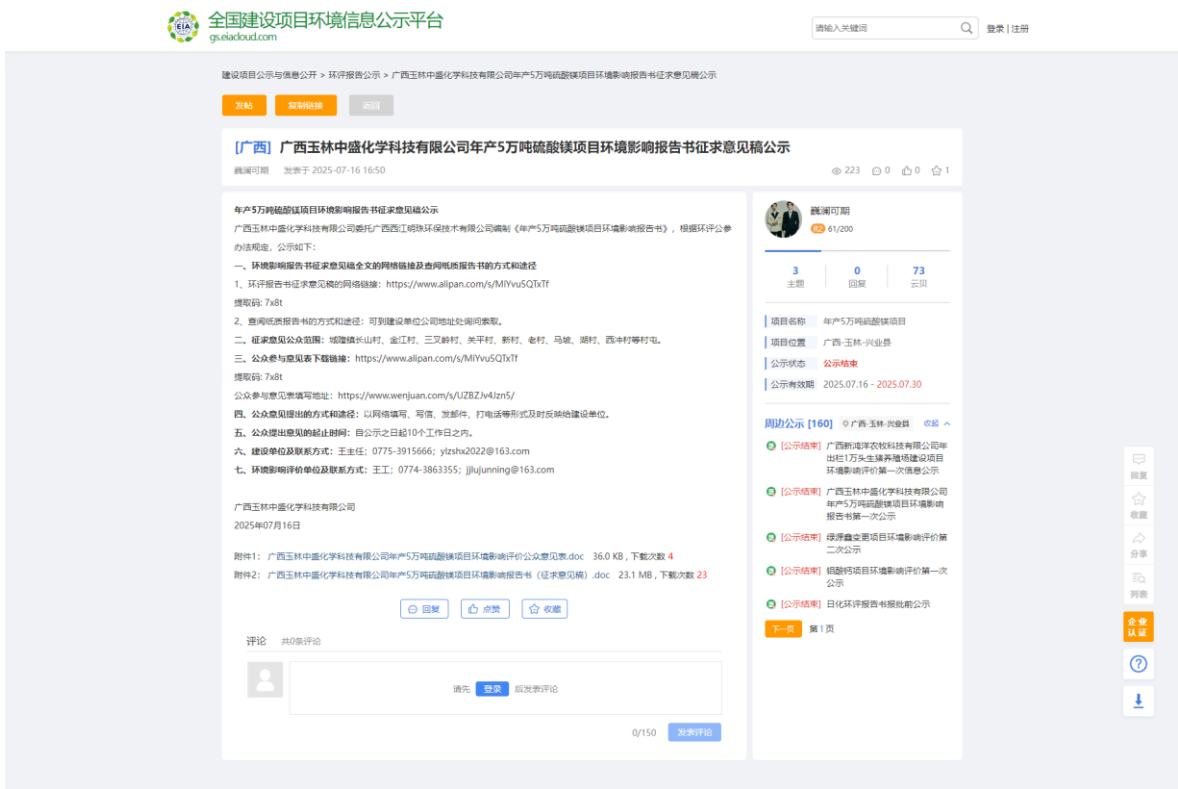 全国建设项目环境信息公示平台
gs.eiacloud.com
EIA
请输入关键词
登录 | 注册
建设项目公示与信息公开 > 环评报告公示 > 广西玉林中盛化学科技有限公司年产5万吨硫酸镁项目环境影响报告书征求意见稿公示
发帖 复制链接 返回
[广西] 广西玉林中盛化学科技有限公司年产5万吨硫酸镁项目环境影响报告书征求意见稿公示
巍澜可期 发表于 2025-07-16 16:50
223 0 0 1
年产5万吨硫酸镁项目环境影响报告书征求意见稿公示
广西玉林中盛化学科技有限公司委托广西西江明珠环保技术有限公司编制《年产5万吨硫酸镁项目环境影响报告书》，根据环评公参
办法规定，公示如下：
一、环境影响报告书征求意见稿全文的网络链接及查阅纸质报告书的方式和途径
1、环评报告书征求意见稿的网络链接：https://www.alipan.com/s/MiYvu5QTxTf
提取码: 7x8t
2、查阅纸质报告书的方式和途径：可到建设单位公司地址处询问索取。
二、征求意见公众范围：城隍镇长山村、金江村、三叉岭村、关平村、新村、老村、马坡、湖村、西冲村等村屯。
三、公众参与意见表下载链接：https://www.alipan.com/s/MiYvu5QTxTf
提取码: 7x8t
公众参与意见表填写地址：https://www.wenjuan.com/s/UZBZJv4Jzn5/
四、公众意见提出的方式和途径：以网络填写、写信、发邮件、打电话等形式及时反映给建设单位。
五、公众提出意见的起止时间：自公示之日起10个工作日之内。
六、建设单位及联系方式：王主任；0775-3915666；ylzshx2022@163.com
七、环境影响评价单位及联系方式：王工；0774-3863355；jjlujunning@163.com
广西玉林中盛化学科技有限公司
2025年07月16日
附件1： 广西玉林中盛化学科技有限公司年产5万吨硫酸镁项目环境影响评价公众意见表.doc 36.0 KB , 下载次数 4
附件2： 广西玉林中盛化学科技有限公司年产5万吨硫酸镁项目环境影响报告书（征求意见稿）.doc 23.1 MB , 下载次数 23
回复 点赞 收藏
评论 共0条评论
请先 登录 后发表评论
0/150 发表评论
巍澜可期
R2 61/200
3 0 73
主题 回复 云贝
项目名称 年产5万吨硫酸镁项目
项目位置 广西-玉林-兴业县
公示状态 公示结束
公示有效期 2025.07.16 - 2025.07.30
周边公示 [160] 广西-玉林-兴业县 收起
[公示结束] 广西新鸿洋农牧科技有限公司年
出栏1万头生猪养殖场建设项目
环境影响评价第一次信息公示
[公示结束] 广西玉林中盛化学科技有限公司
年产5万吨硫酸镁项目环境影响
报告书第一次公示
[公示结束] 绿源鑫变更项目环境影响评价第
二次公示
[公示结束] 铝酸钙项目环境影响评价第一次
公示
[公示结束] 日化环评报告书报批前公示
下一页 第1页
回复
收藏
分享
列表
企业
认证